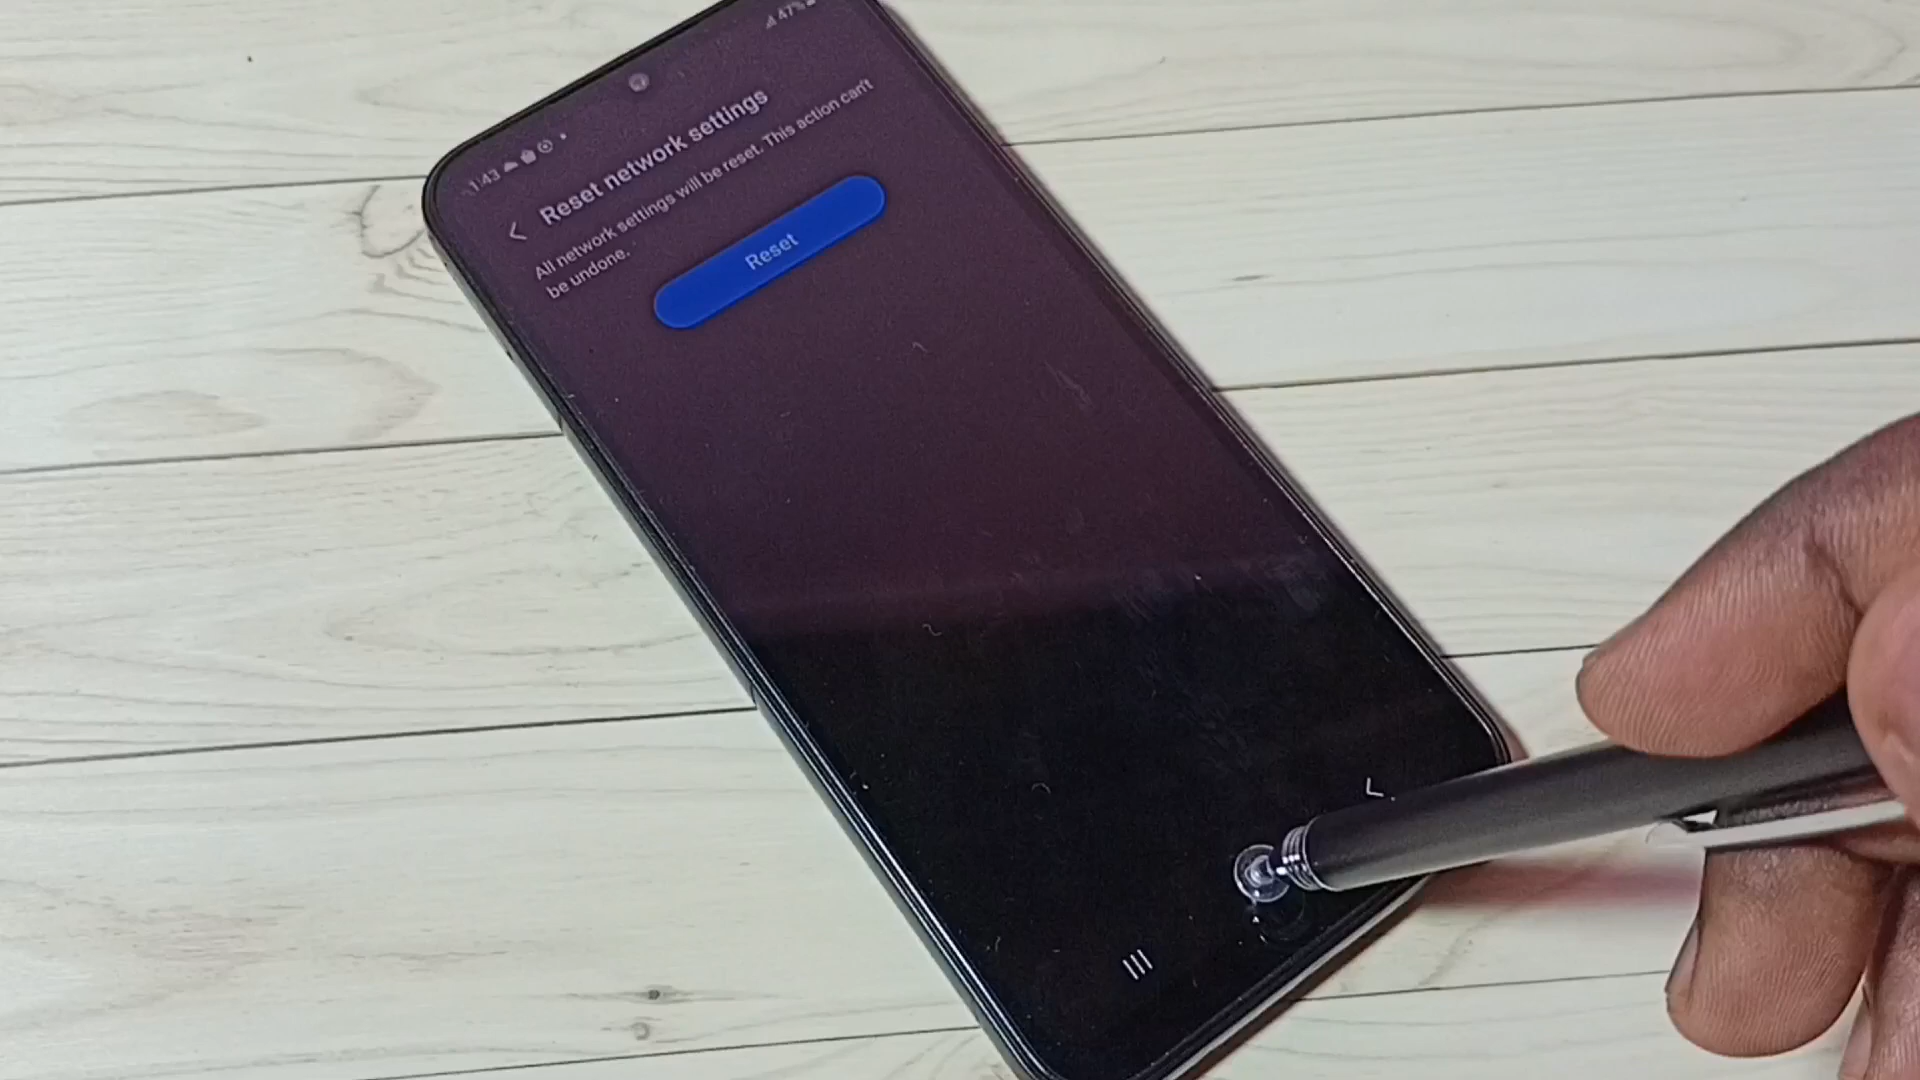 1:43
47%
Reset network settings
All network settings will be reset. This action can't
be undone.
Reset